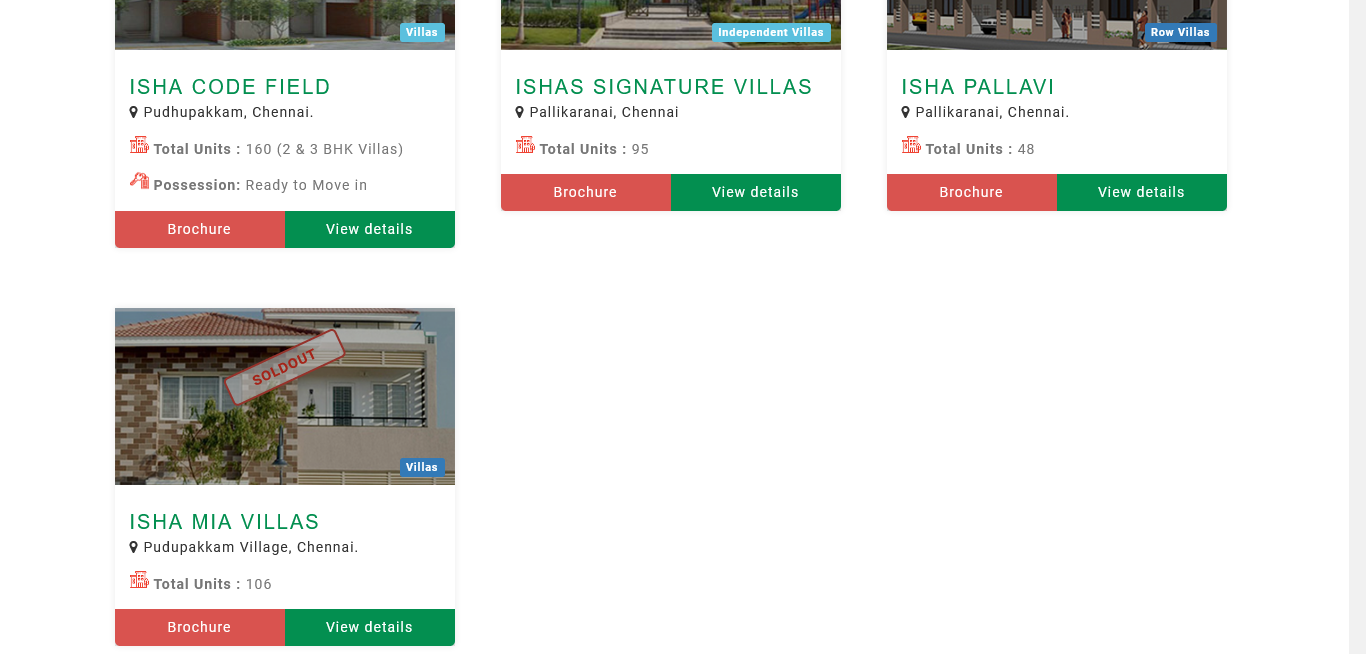 Villas
ISHA CODE FIELD
Pudhupakkam, Chennai.
Total Units : 160 (2 & 3 BHK Villas)
Possession: Ready to Move in
Brochure View details
Independent Villas
ISHAS SIGNATURE VILLAS
Pallikaranai, Chennai
Total Units : 95
Brochure View details
Row Villas
ISHA PALLAVI
Pallikaranai, Chennai.
Total Units : 48
Brochure View details
SOLDOUT
Villas
ISHA MIA VILLAS
Pudupakkam Village, Chennai.
Total Units : 106
Brochure View details